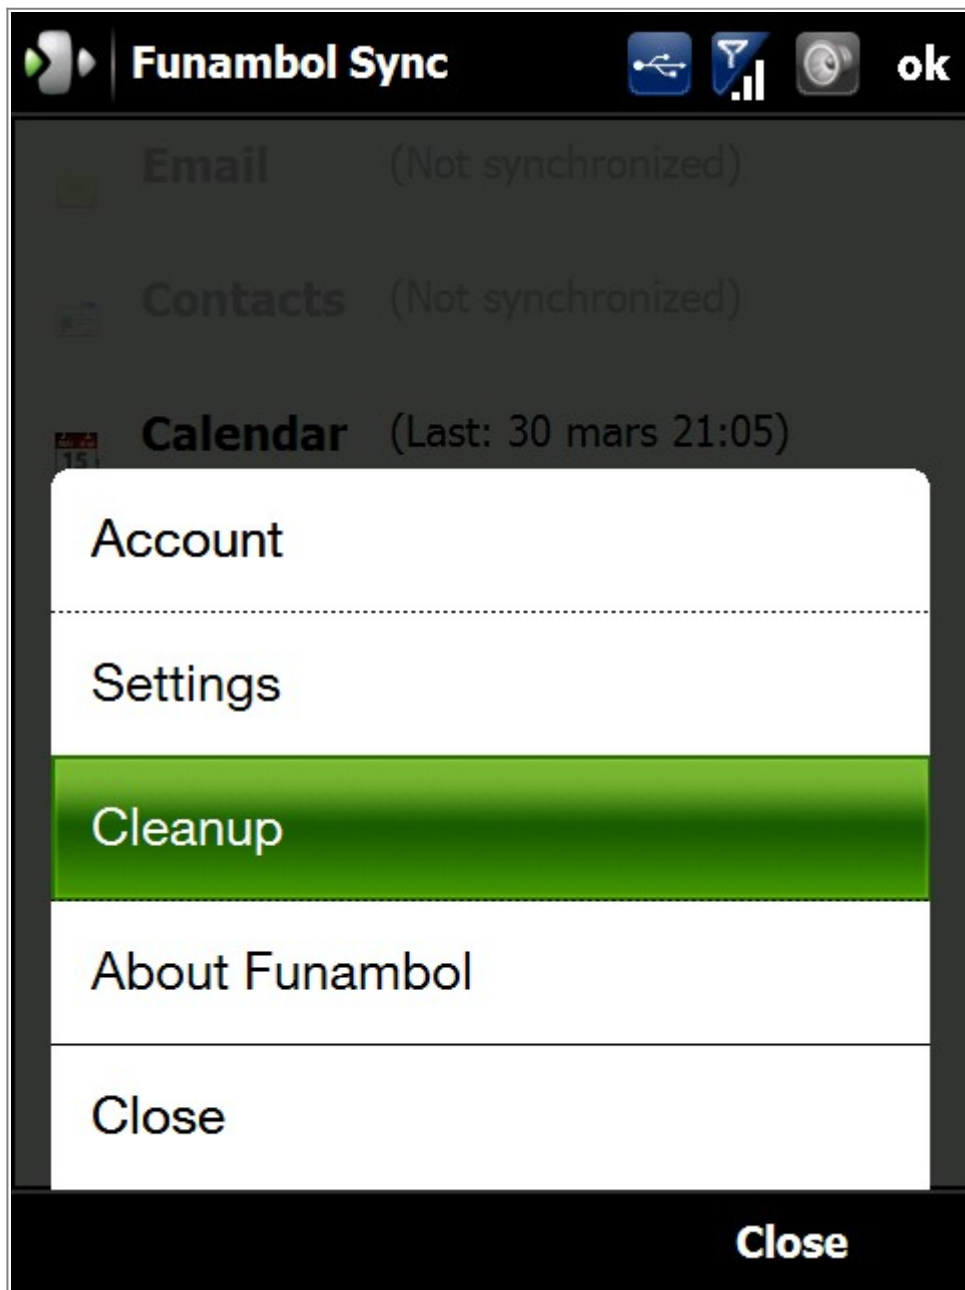 Funambol Sync ok
Email (Not synchronized)
Contacts (Not synchronized)
Calendar (Last: 30 mars 21:05)
15
Account
Settings
Cleanup
About Funambol
Close
Close